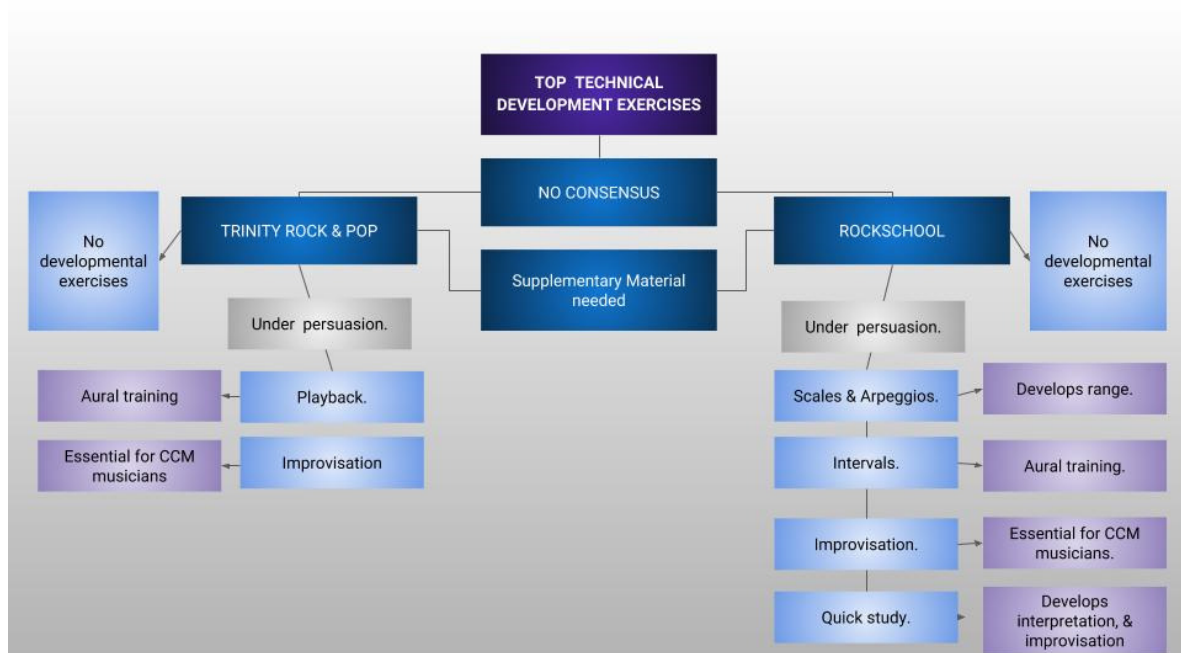 TOP TECHNICAL
DEVELOPMENT EXERCISES
NO CONSENSUS
No
developmental
exercises
TRINITY ROCK & POP
Supplementary Material
needed
ROCKSCHOOL
No
developmental
exercises
Under persuasion.
Playback.
Aural training
Improvisation
Essential for CCM
musicians
Under persuasion.
Scales & Arpeggios.
Develops range.
Intervals.
Aural training.
Improvisation.
Essential for CCM
musicians.
Quick study.
Develops
interpretation, &
improvisation